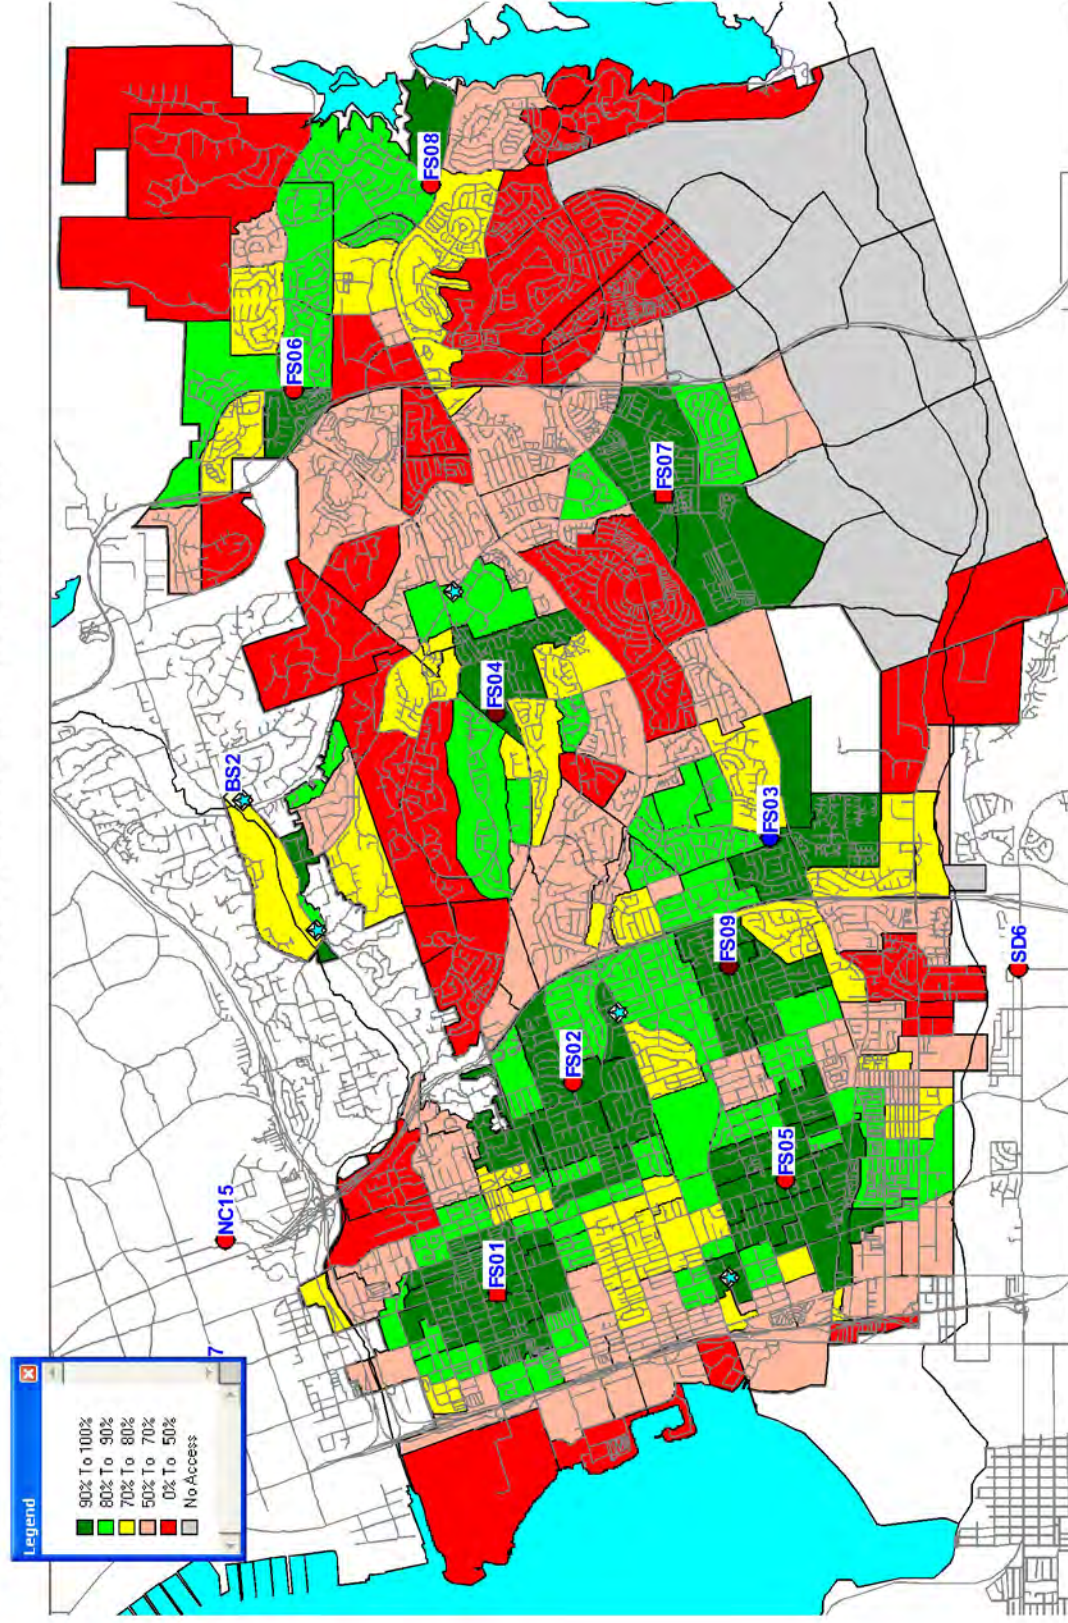 Legend
90% To 100%
80% To 90%
70% To 80%
50% To 70%
0% To 50%
No Access
7
NC15
BS2
FS06
FS08
FS01
FS02
FS04
FS07
FS05
FS09
FS03
SD6